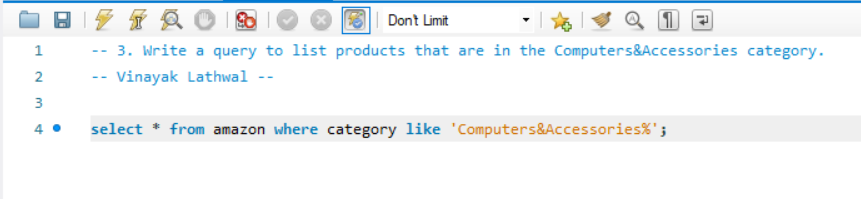 Don't Limit
1 -- 3. Write a query to list products that are in the Computers&Accessories category.
2 -- Vinayak Lathwal --
3
4 select * from amazon where category like 'Computers&Accessories%';